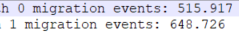 h 0 migration events: 515.917
h 1 migration events: 648.726